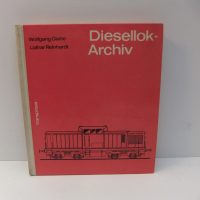 Wolfgang Glatte
Lothar Reinhardt
Diesellok-
Archiv
transpress